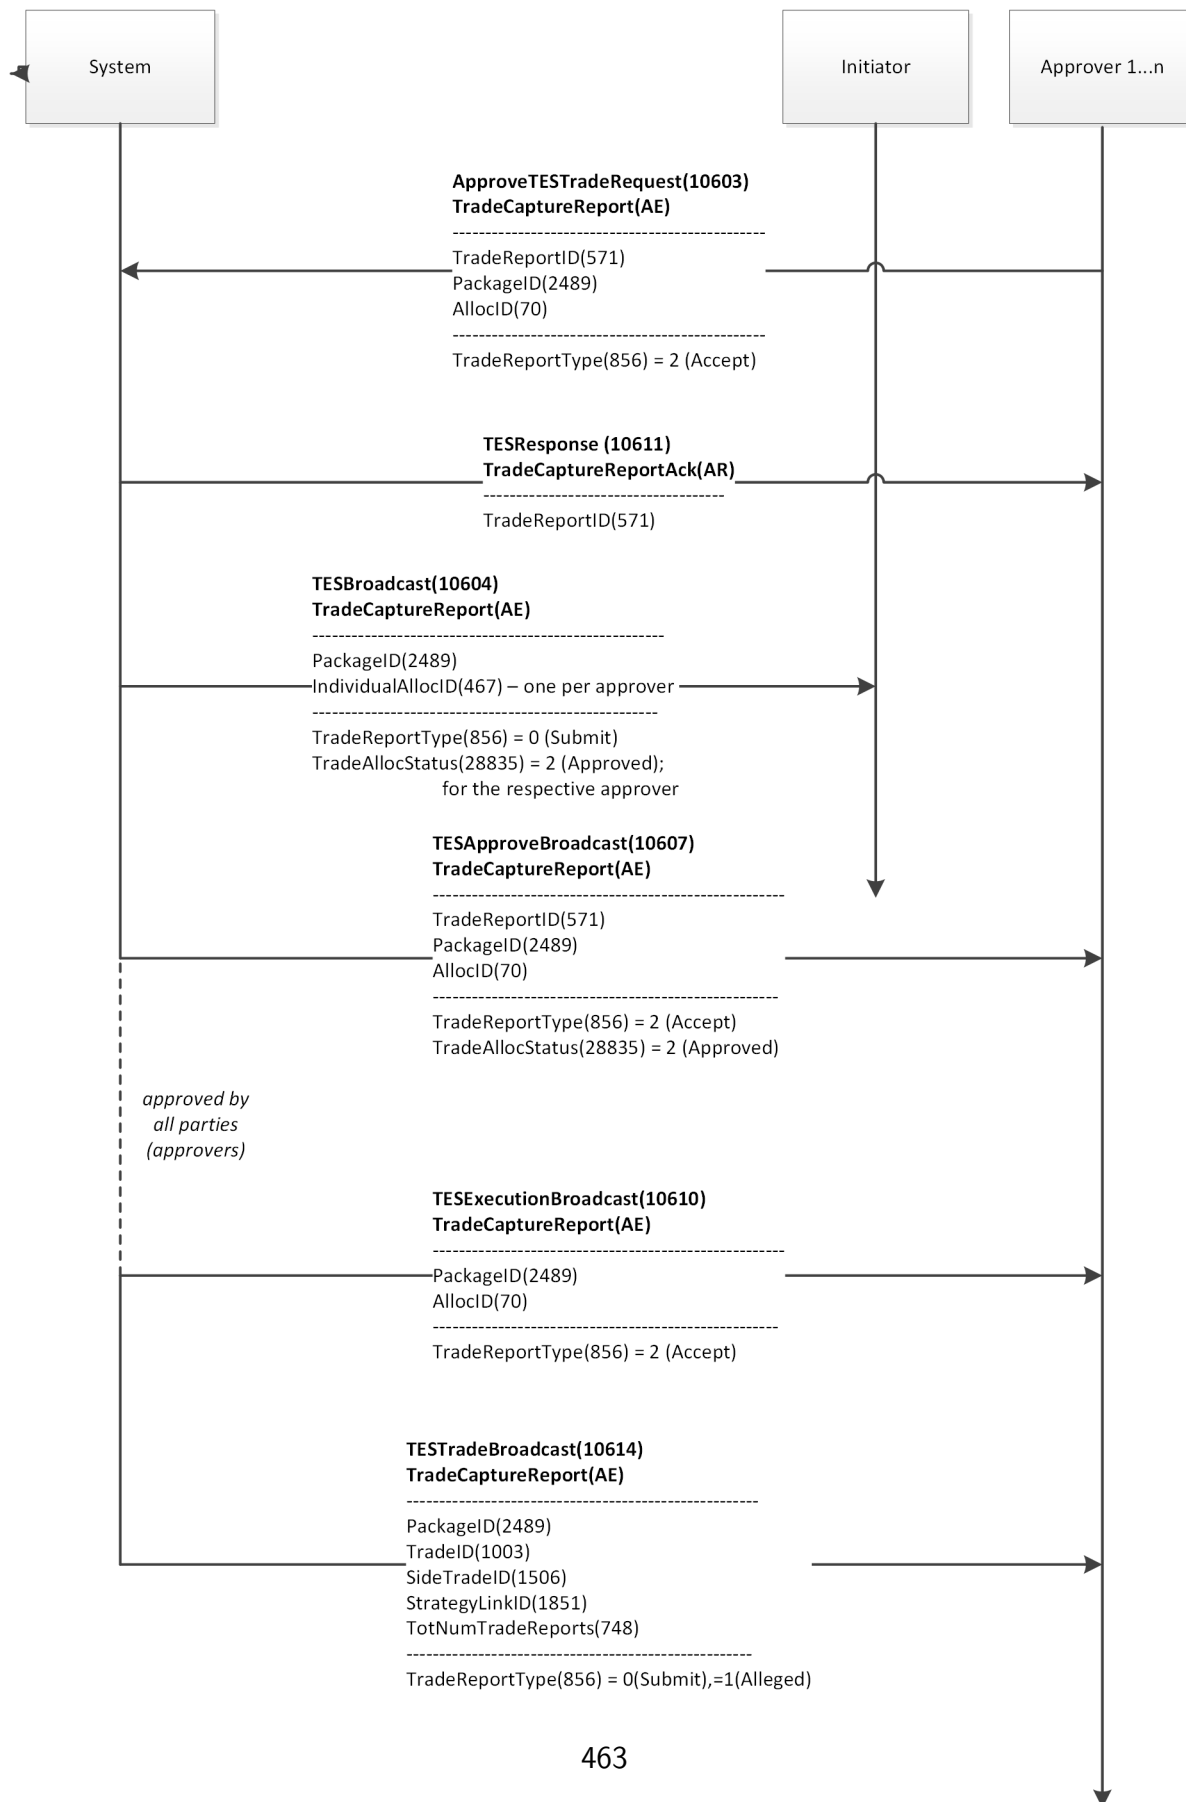 System
Initiator
Approver 1...n
ApproveTESTradeRequest(10603)
TradeCaptureReport(AE)
------------------------------------------------
TradeReportID(571)
PackageID(2489)
AllocID(70)
------------------------------------------------
TradeReportType(856) = 2 (Accept)
TESResponse (10611)
TradeCaptureReportAck(AR)
-------------------------------------
TradeReportID(571)
TESBroadcast(10604)
TradeCaptureReport(AE)
------------------------------------------------------
PackageID(2489)
IndividualAllocID(467) – one per approver
-----------------------------------------------------
TradeReportType(856) = 0 (Submit)
TradeAllocStatus(28835) = 2 (Approved);
for the respective approver
TESApproveBroadcast(10607)
TradeCaptureReport(AE)
------------------------------------------------------
TradeReportID(571)
PackageID(2489)
AllocID(70)
-----------------------------------------------------
TradeReportType(856) = 2 (Accept)
TradeAllocStatus(28835) = 2 (Approved)
approved by
all parties
(approvers)
TESExecutionBroadcast(10610)
TradeCaptureReport(AE)
------------------------------------------------------
PackageID(2489)
AllocID(70)
-----------------------------------------------------
TradeReportType(856) = 2 (Accept)
TESTradeBroadcast(10614)
TradeCaptureReport(AE)
------------------------------------------------------
PackageID(2489)
TradeID(1003)
SideTradeID(1506)
StrategyLinkID(1851)
TotNumTradeReports(748)
-----------------------------------------------------
TradeReportType(856) = 0(Submit),=1(Alleged)
463